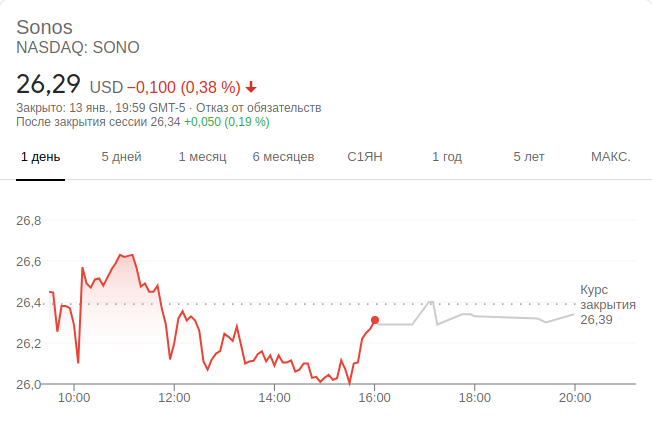 Sonos
NASDAQ: SONO
26,29 USD −0,100 (0,38 %)
Закрыто: 13 янв., 19:59 GMT-5 · Отказ от обязательств
После закрытия сессии 26,34 +0,050 (0,19 %)
1 день 5 дней 1 месяц 6 месяцев С1ЯН 1 год 5 лет МАКС.
26,8
26,6
26,4
26,2
26,0
Курс
закрытия
26,39
10:00 12:00 14:00 16:00 18:00 20:00